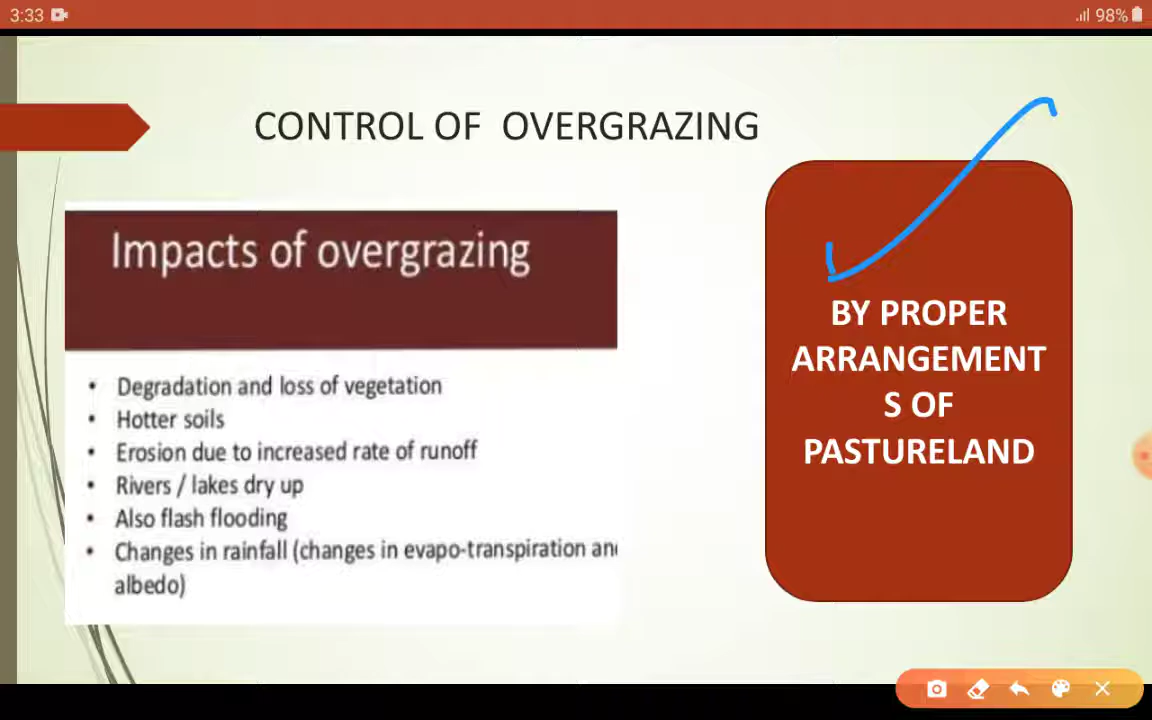 3:33
98%
CONTROL OF OVERGRAZING
Impacts of overgrazing
• Degradation and loss of vegetation
• Hotter soils
• Erosion due to increased rate of runoff
• Rivers / lakes dry up
• Also flash flooding
• Changes in rainfall (changes in evapo-transpiration an
albedo)
BY PROPER
ARRANGEMENT
S OF
PASTURELAND